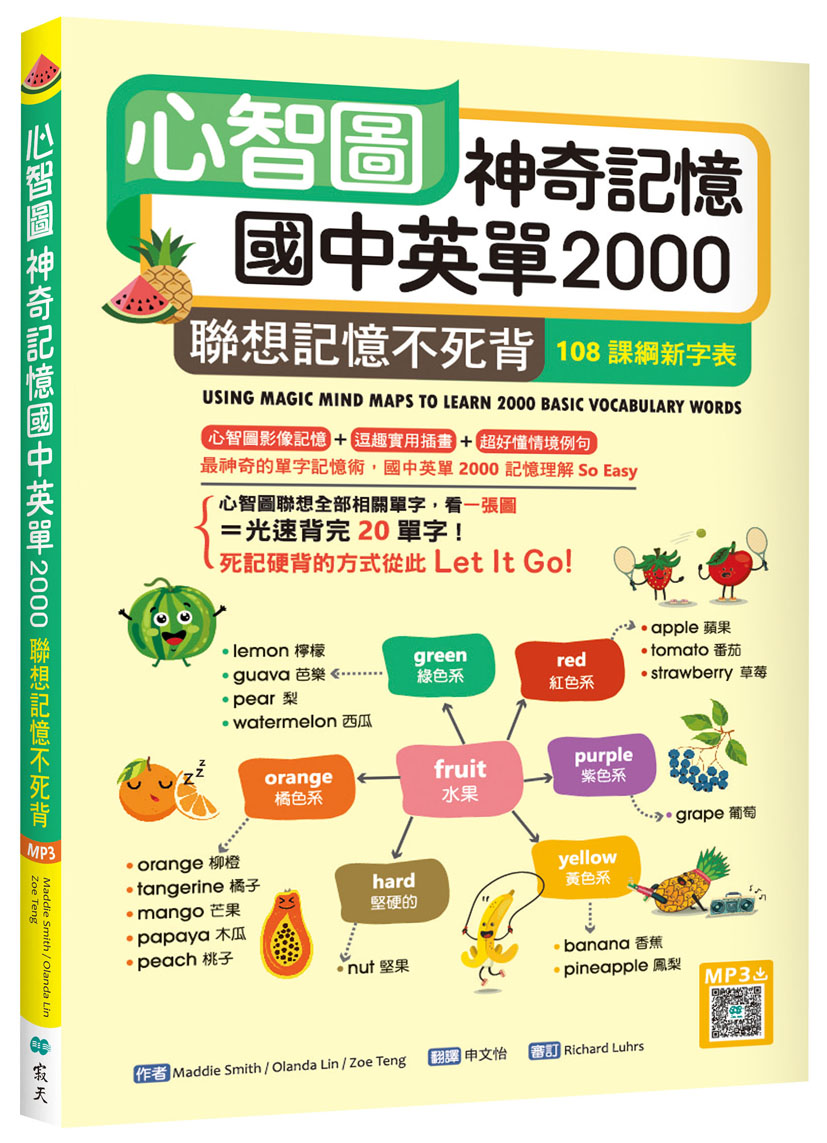 心智圖
神奇記憶
國中英單2000
聯想記憶不死背
108 課綱新字表
USING MAGIC MIND MAPS TO LEARN 2000 BASIC VOCABULARY WORDS
心智圖影像記憶 + 逗趣實用插畫 + 超好懂情境例句
最神奇的單字記憶術，國中英單 2000 記憶理解 So Easy
心智圖聯想全部相關單字，看一張圖
＝光速背完 20 單字！
死記硬背的方式從此 Let It Go!
green
綠色系
• lemon 檸檬
• guava 芭樂
• pear 梨
• watermelon 西瓜
red
紅色系
• apple 蘋果
• tomato 番茄
• strawberry 草莓
fruit
水果
purple
紫色系
• grape 葡萄
orange
橘色系
z z z
• orange 柳橙
• tangerine 橘子
• mango 芒果
• papaya 木瓜
• peach 桃子
hard
堅硬的
• nut 堅果
yellow
黃色系
• banana 香蕉
• pineapple 鳳梨
MP3
作者 Maddie Smith / Olanda Lin / Zoe Teng 翻譯 申文怡 審訂 Richard Luhrs
心智圖 神奇記憶國中英單2000 聯想記憶不死背
MP3
Maddie Smith / Olanda Lin
Zoe Teng
寂天